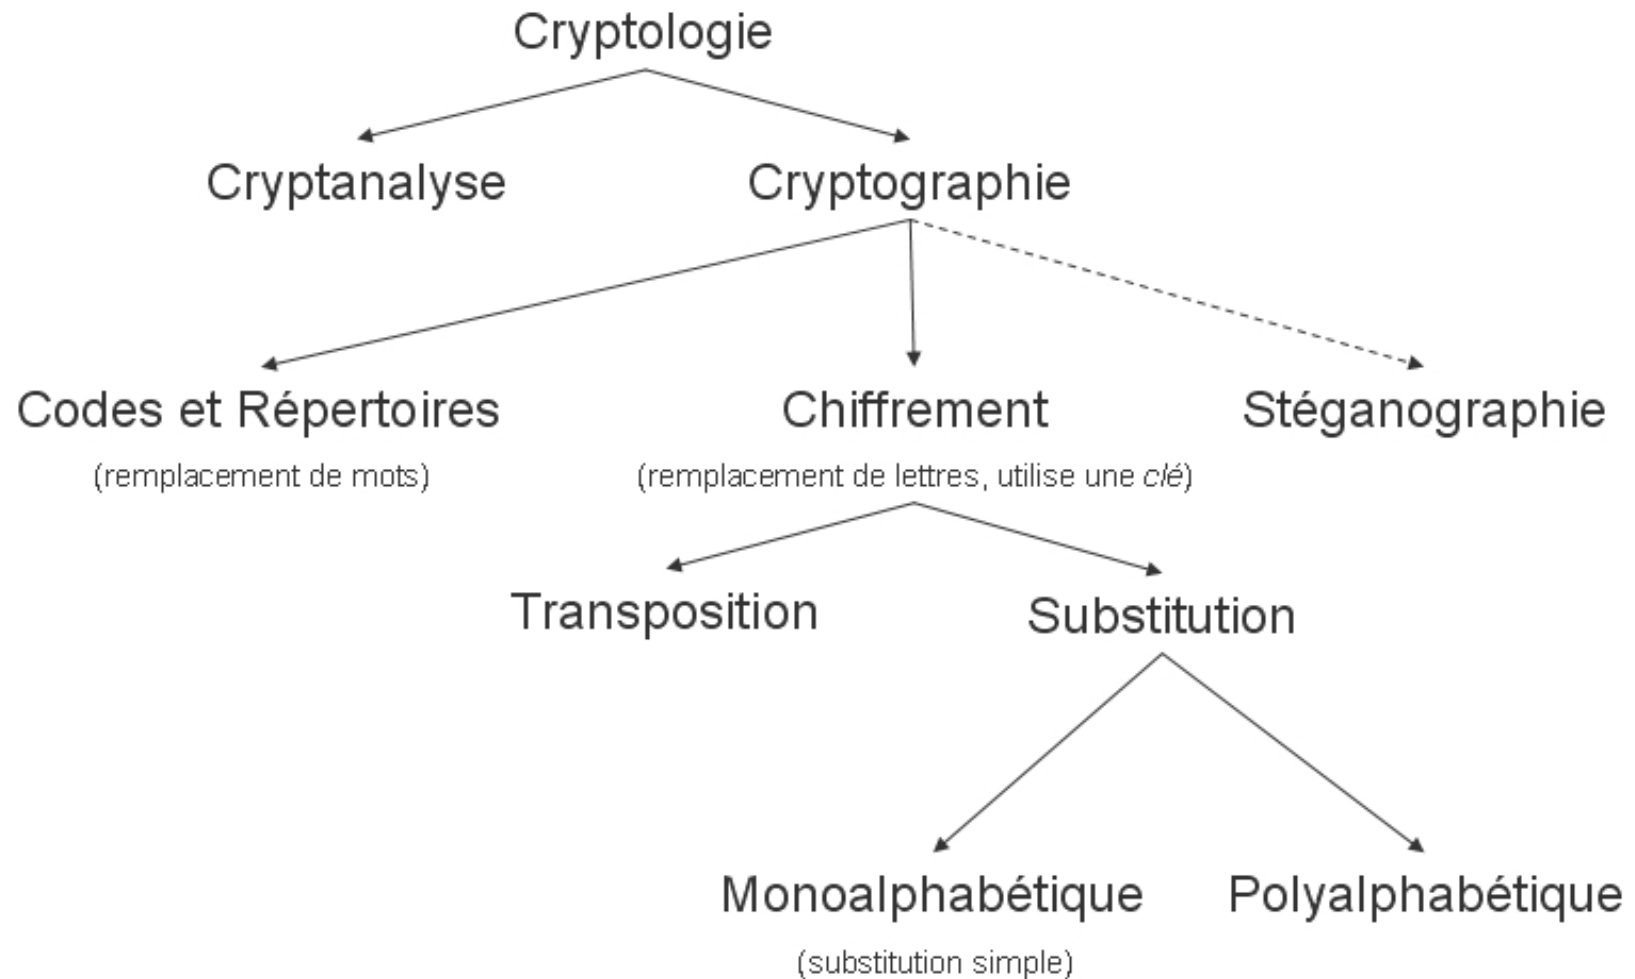 Cryptologie
Cryptanalyse
Cryptographie
Codes et Répertoires
Chiffrement
Stéganographie
(remplacement de mots)
(remplacement de lettres, utilise une clé)
Transposition
Substitution
Monoalphabétique
Polyalphabétique
(substitution simple)